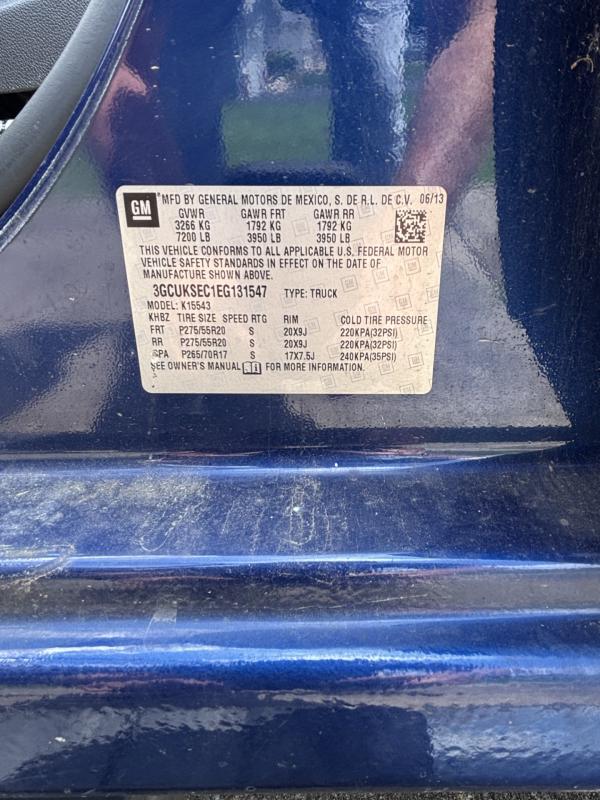 GM ® MFD BY GENERAL MOTORS DE MEXICO, S. DE R.L. DE C.V. 06/13
GVWR GAWR FRT GAWR RR
3266 KG 1792 KG 1792 KG
7200 LB 3950 LB 3950 LB
THIS VEHICLE CONFORMS TO ALL APPLICABLE U.S. FEDERAL MOTOR
VEHICLE SAFETY STANDARDS IN EFFECT ON THE DATE OF
MANUFACTURE SHOWN ABOVE.
3GCUKSEC1EG131547 TYPE: TRUCK
MODEL: K15543
KHBZ TIRE SIZE SPEED RTG RIM COLD TIRE PRESSURE
FRT P275/55R20 S 20X9J 220KPA(32PSI)
RR P275/55R20 S 20X9J 220KPA(32PSI)
SPA P265/70R17 S 17X7.5J 240KPA(35PSI)
SEE OWNER'S MANUAL FOR MORE INFORMATION.